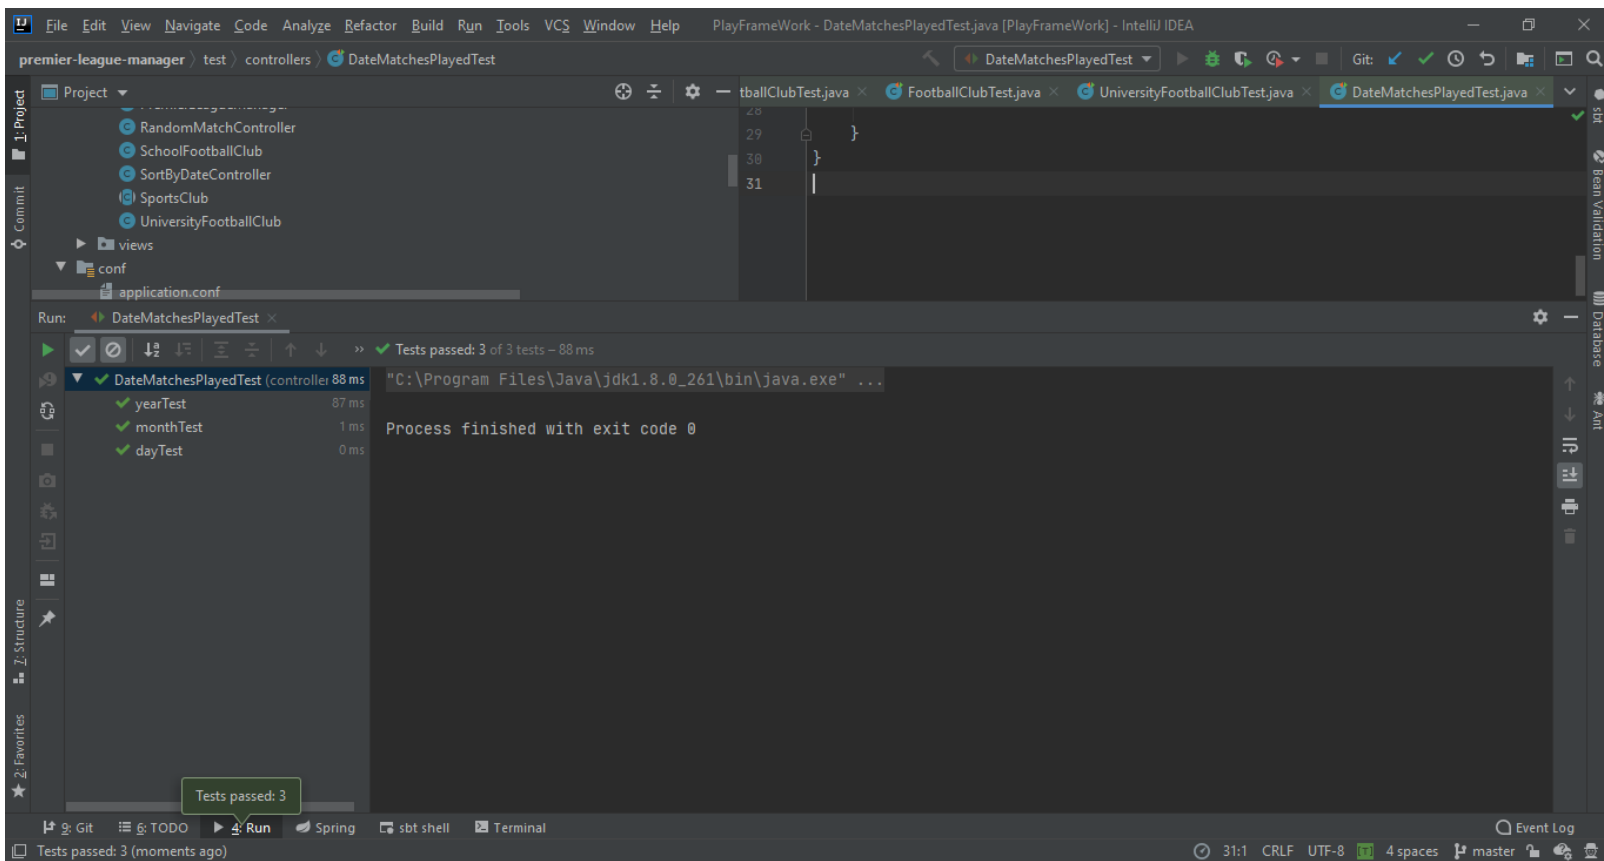 File Edit View Navigate Code Analyze Refactor Build Run Tools VCS Window Help PlayFrameWork - DateMatchesPlayedTest.java [PlayFrameWork] - IntelliJ IDEA
premier-league-manager test controllers DateMatchesPlayedTest DateMatchesPlayedTest Git:
1: Project
Commit
7: Structure
2: Favorites
Project
RandomMatchController
SchoolFootballClub
SortByDateController
SportsClub
UniversityFootballClub
views
conf
application.conf
tballClubTest.java FootballClubTest.java UniversityFootballClubTest.java DateMatchesPlayedTest.java
28
29 }
30 }
31
sbt
Bean Validation
Database
Ant
Run: DateMatchesPlayedTest
Tests passed: 3 of 3 tests – 88 ms
DateMatchesPlayedTest (controller 88 ms
yearTest 87 ms
monthTest 1 ms
dayTest 0 ms
"C:\Program Files\Java\jdk1.8.0_261\bin\java.exe" ...
Process finished with exit code 0
Tests passed: 3
9: Git 6: TODO 4: Run Spring sbt shell Terminal Event Log
Tests passed: 3 (moments ago) 31:1 CRLF UTF-8 [T] 4 spaces master